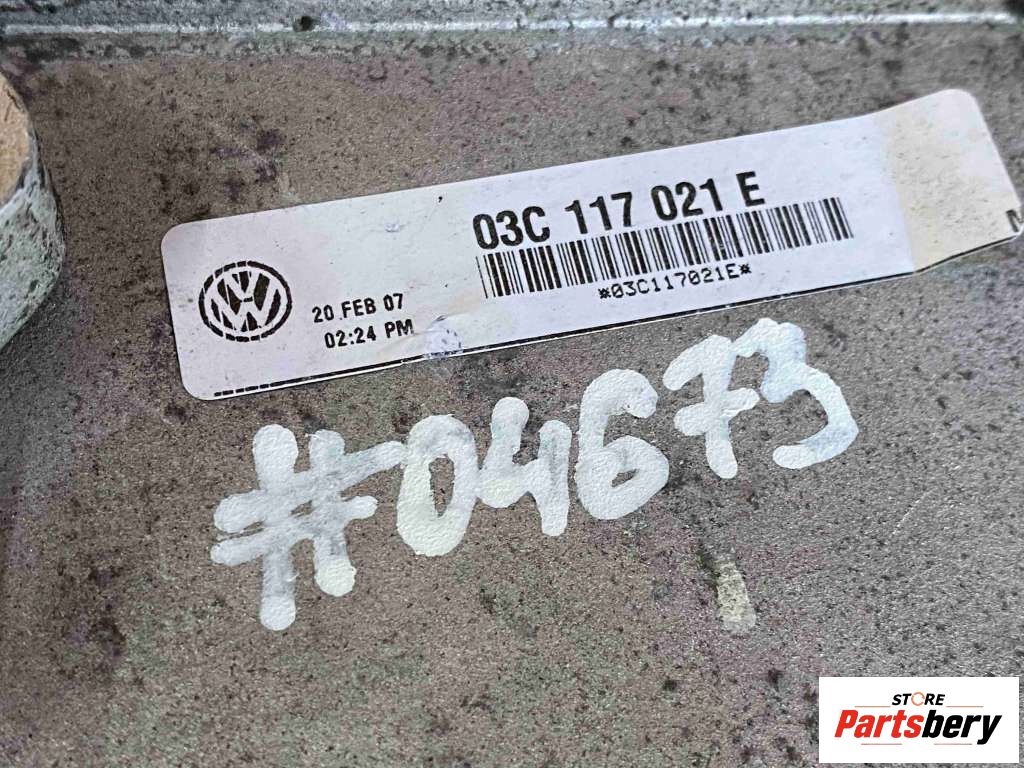 03C 117 021 E
*03C117021E*
20 FEB 07
02:24 PM
#04673
STORE
Partsbery